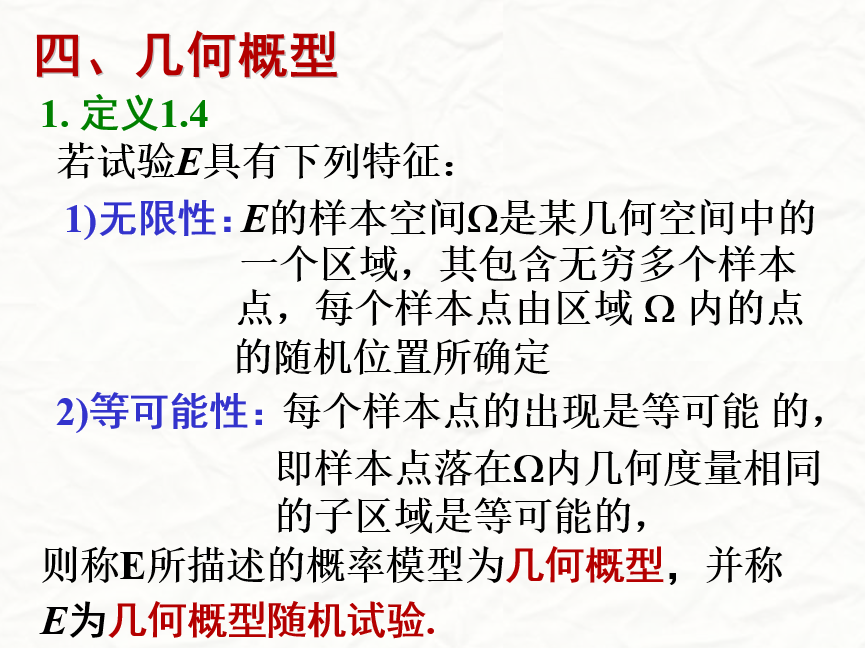 四、几何概型
1. 定义1.4
若试验E具有下列特征：
1)无限性：E的样本空间Ω是某几何空间中的
一个区域，其包含无穷多个样本
点，每个样本点由区域 Ω 内的点
的随机位置所确定
2)等可能性：每个样本点的出现是等可能 的，
即样本点落在Ω内几何度量相同
的子区域是等可能的，
则称E所描述的概率模型为几何概型，并称
E为几何概型随机试验.